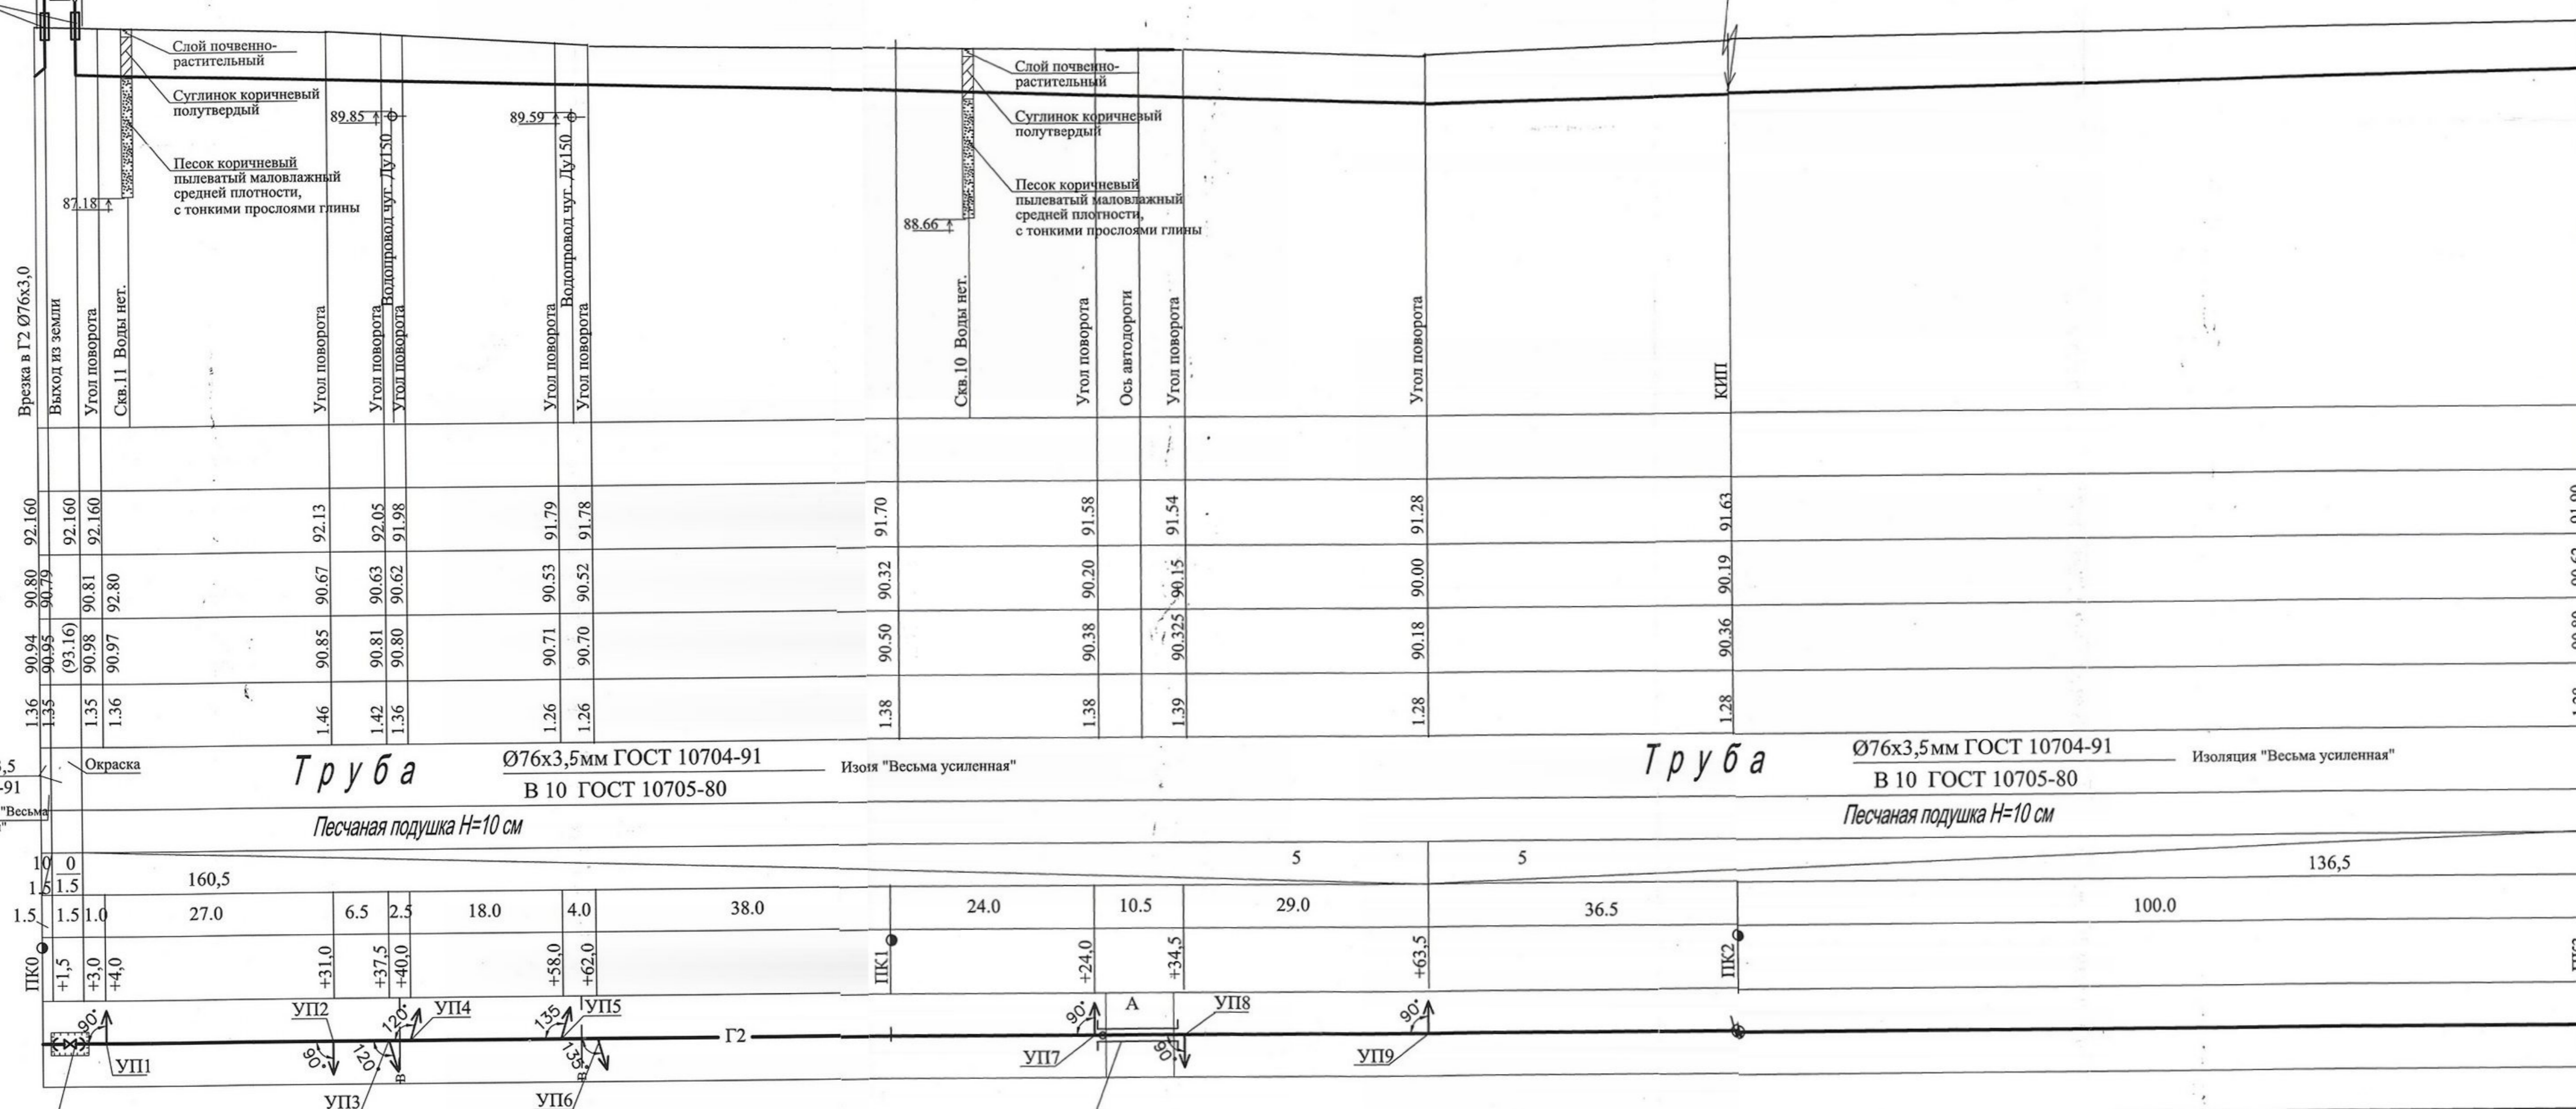 Слой почвенно-
растительный
Суглинок коричневый
полутвердый
Песок коричневый
пылеватый маловлажный
средней плотности,
с тонкими прослоями глины
87.18
89.85
89.59
Водопровод чуг. Ду150
Водопровод чуг. Ду150
Слой почвенно-
растительный
Суглинок коричневый
полутвердый
Песок коричневый
пылеватый маловлажный
средней плотности,
с тонкими прослоями глины
88.66
Врезка в Г2 Ø76х3,0
Выход из земли
Угол поворота
Скв.11 Воды нет.
Угол поворота
Угол поворота
Угол поворота
Угол поворота
Угол поворота
Скв.10 Воды нет.
Угол поворота
Ось автодороги
Угол поворота
Угол поворота
КИП
92.160 92.160 92.160 92.13 92.05 91.98 91.79 91.78 91.70 91.58 91.54 91.28 91.63
90.80 90.79 90.81 92.80 90.67 90.63 90.62 90.53 90.52 90.32 90.20 90.15 90.00 90.19
90.94 90.95 (93.16) 90.98 90.97 90.85 90.81 90.80 90.71 90.70 90.50 90.38 90.325 90.18 90.36
1.36 1.35 1.35 1.36 1.46 1.42 1.36 1.26 1.26 1.38 1.38 1.39 1.28 1.28
3,5
-91
"Весьма
Окраска
Труба
Ø76х3,5мм ГОСТ 10704-91
В 10 ГОСТ 10705-80
Изоія "Весьма усиленная"
Труба
Ø76х3,5мм ГОСТ 10704-91
В 10 ГОСТ 10705-80
Изоляция "Весьма усиленная"
Песчаная подушка Н=10 см
Песчаная подушка Н=10 см
10 0 5 5
1.5 1.5 160,5 136,5
1.5 1.5 1.0 27.0 6.5 2.5 18.0 4.0 38.0 24.0 10.5 29.0 36.5 100.0
ПК0 +1,5 +3,0 +4,0 +31,0 +37,5 +40,0 +58,0 +62,0 ПК1 +24,0 +34,5 +63,5 ПК2
90° УП1
УП2 90°
120° УП3
120° УП4
135 УП5
135° УП6
В
В
Г2
90° УП7
А
90° УП8
90° УП9